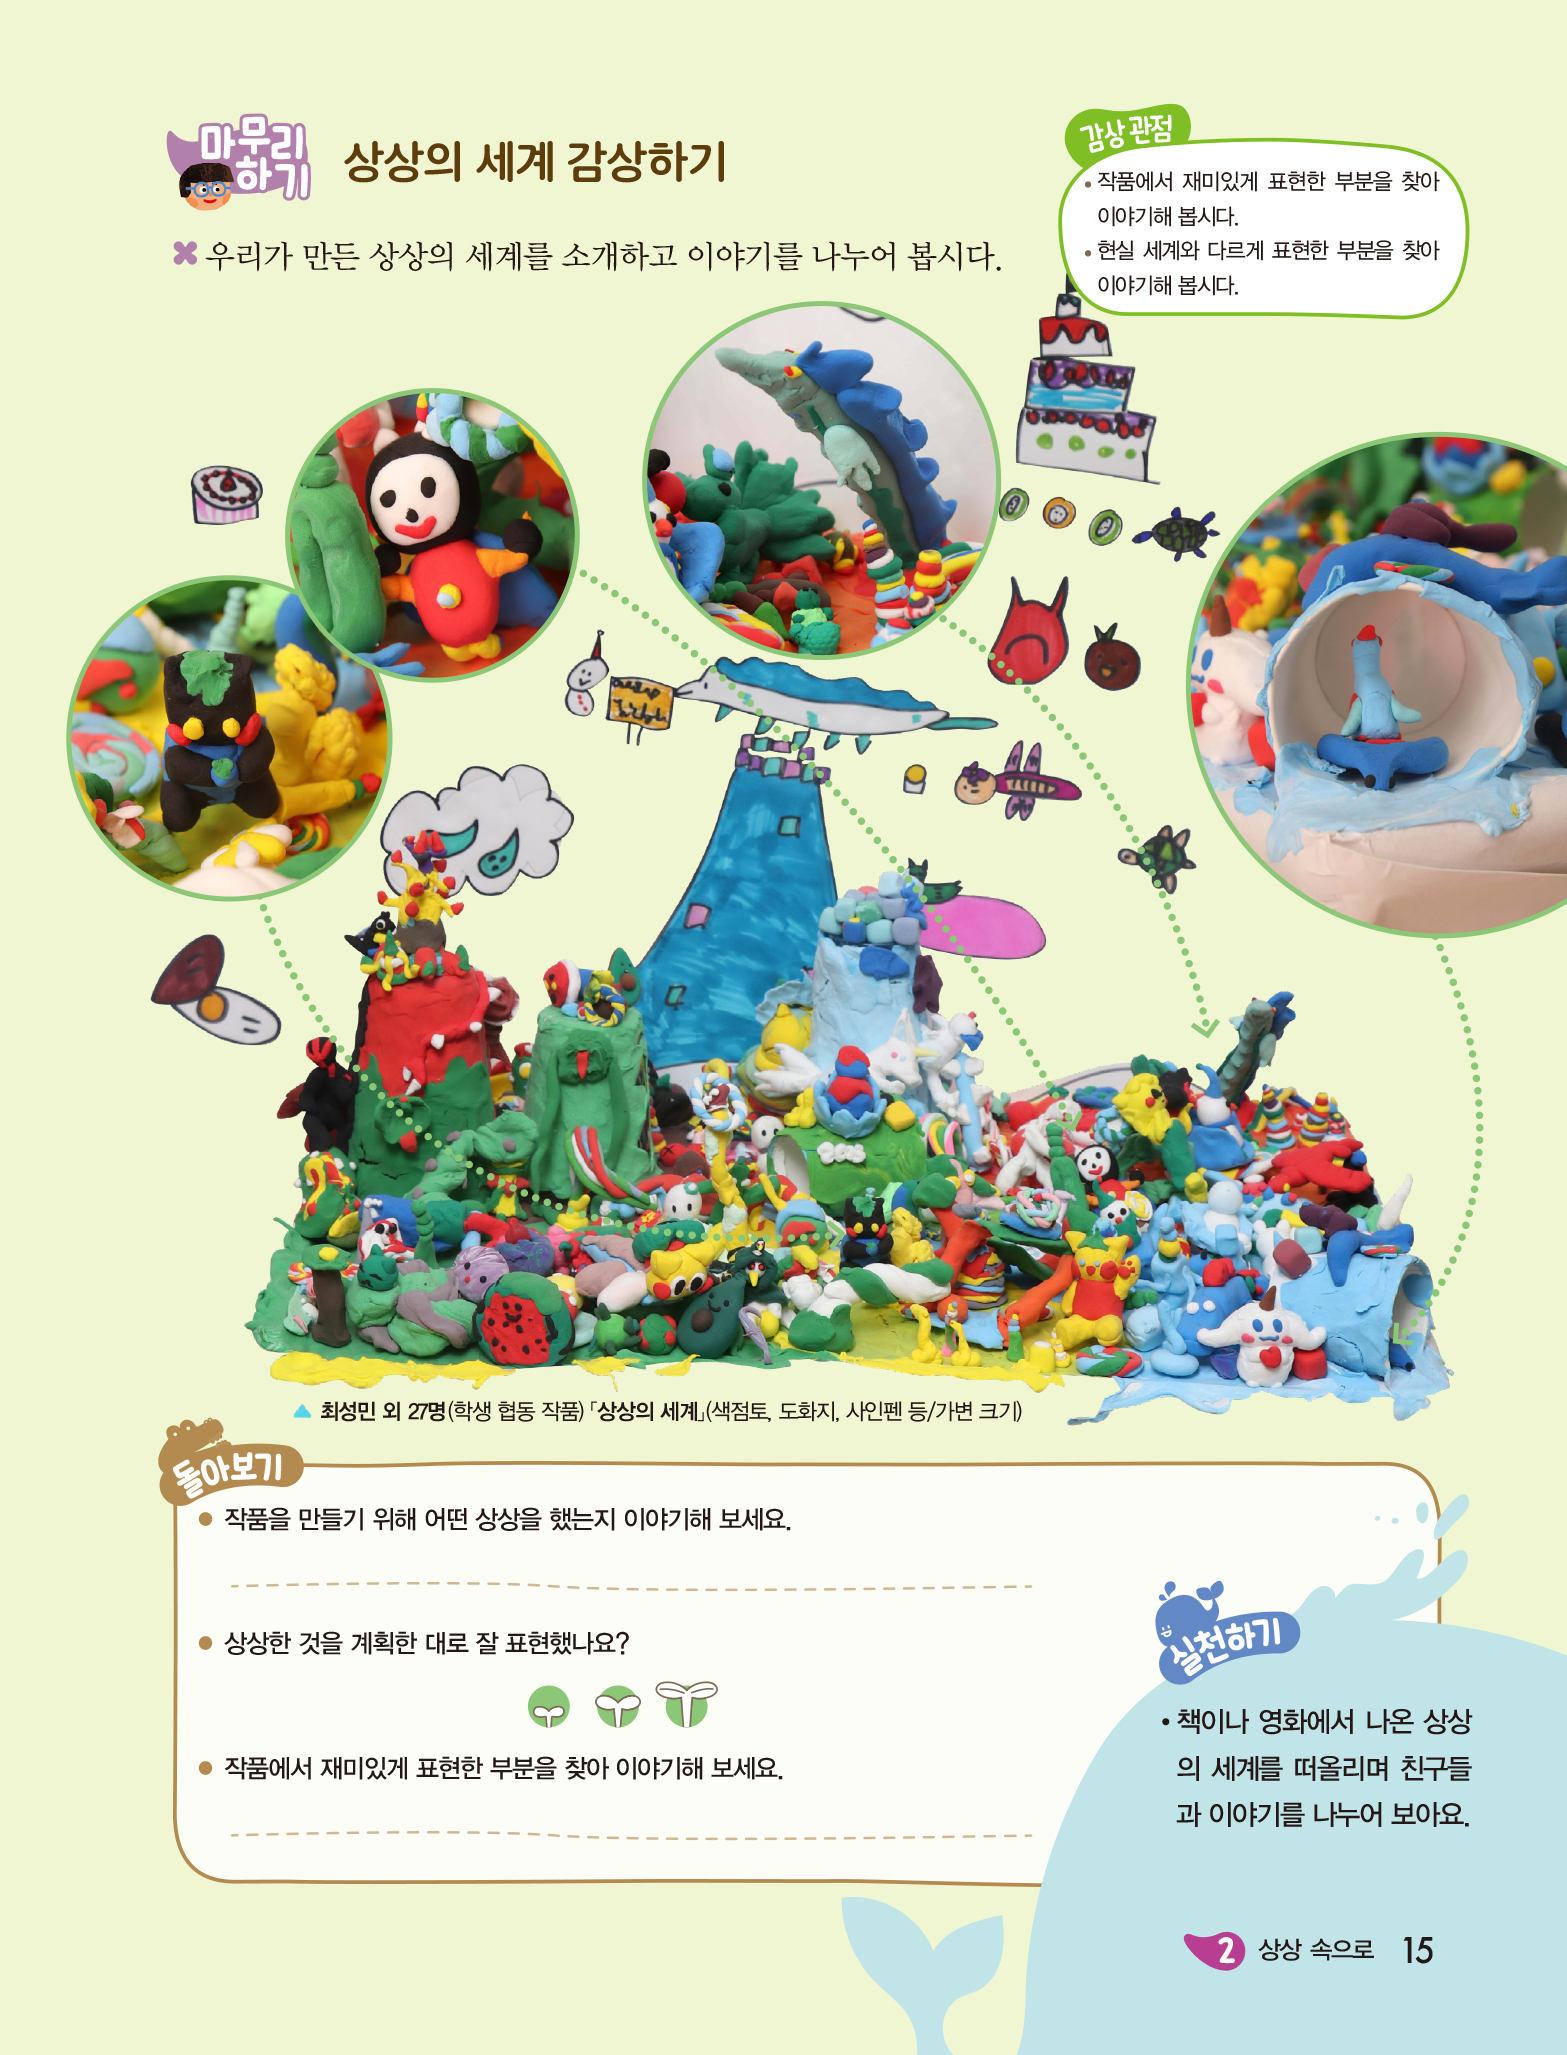 마무리
하기
상상의 세계 감상하기
우리가 만든 상상의 세계를 소개하고 이야기를 나누어 봅시다.
감상 관점
• 작품에서 재미있게 표현한 부분을 찾아
이야기해 봅시다.
• 현실 세계와 다르게 표현한 부분을 찾아
이야기해 봅시다.
▲ 최성민 외 27명(학생 협동 작품) 「상상의 세계」(색점토, 도화지, 사인펜 등/가변 크기)
돌아보기
● 작품을 만들기 위해 어떤 상상을 했는지 이야기해 보세요.
● 상상한 것을 계획한 대로 잘 표현했나요?
● 작품에서 재미있게 표현한 부분을 찾아 이야기해 보세요.
실천하기
• 책이나 영화에서 나온 상상
의 세계를 떠올리며 친구들
과 이야기를 나누어 보아요.
2 상상 속으로 15